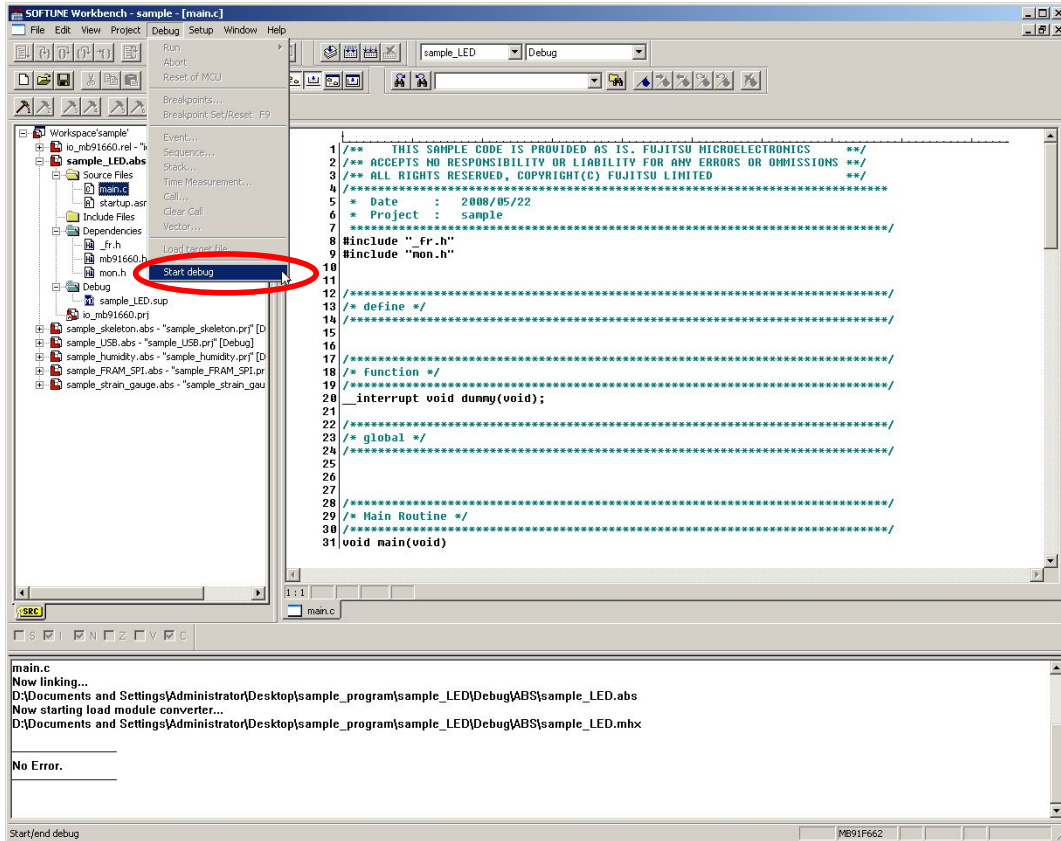 SOFTUNE Workbench - sample - [main.c]
File Edit View Project Debug Setup Window Help
sample_LED Debug
Run
Abort
Reset of MCU
Breakpoints...
Breakpoint Set/Reset F9
Event...
Sequence...
Stack...
Time Measurement...
Call...
Clear Call
Vector...
Load target file
Start debug
Workspace'sample'
io_mb91660.rel - "i
sample_LED.abs
Source Files
main.c
startup.asm
Include Files
Dependencies
_fr.h
mb91660.h
mon.h
Debug
sample_LED.sup
io_mb91660.prj
sample_skeleton.abs - "sample_skeleton.prj" [D
sample_USB.abs - "sample_USB.prj" [Debug]
sample_humidity.abs - "sample_humidity.prj" [D
sample_FRAM_SPI.abs - "sample_FRAM_SPI.pr
sample_strain_gauge.abs - "sample_strain_gau
SRC
1 /** THIS SAMPLE CODE IS PROVIDED AS IS. FUJITSU MICROELECTRONICS **/
2 /** ACCEPTS NO RESPONSIBILITY OR LIABILITY FOR ANY ERRORS OR OMMISSIONS **/
3 /** ALL RIGHTS RESERVED, COPYRIGHT(C) FUJITSU LIMITED **/
4 /*****************************************************************************
5 * Date : 2008/05/22
6 * Project : sample
7 *****************************************************************************/
8 #include "_fr.h"
9 #include "mon.h"
10
11
12 /****************************************************************************/
13 /* define */
14 /****************************************************************************/
15
16
17 /****************************************************************************/
18 /* function */
19 /****************************************************************************/
20 __interrupt void dummy(void);
21
22 /****************************************************************************/
23 /* global */
24 /****************************************************************************/
25
26
27
28 /****************************************************************************/
29 /* Main Routine */
30 /****************************************************************************/
31 void main(void)
1:1
main.c
S I N Z V C
main.c
Now linking...
D:\Documents and Settings\Administrator\Desktop\sample_program\sample_LED\Debug\ABS\sample_LED.abs
Now starting load module converter...
D:\Documents and Settings\Administrator\Desktop\sample_program\sample_LED\Debug\ABS\sample_LED.mhx
No Error.
Start/end debug
MB91F662